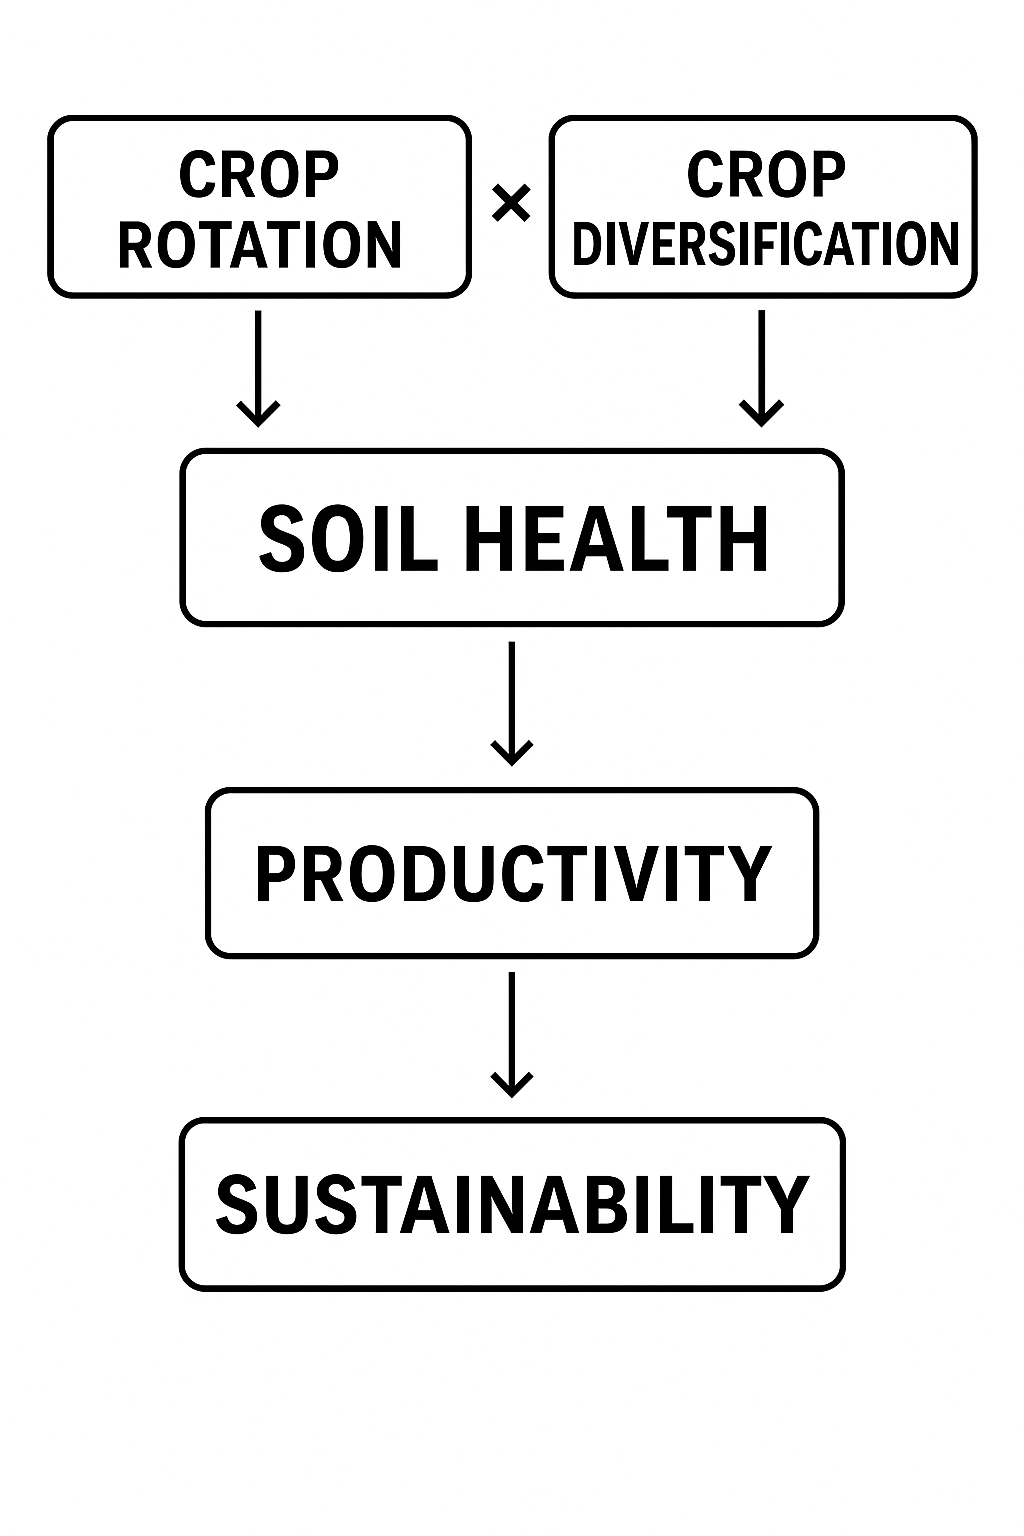 CROP
ROTATION
×
CROP
DIVERSIFICATION
SOIL HEALTH
PRODUCTIVITY
SUSTAINABILITY